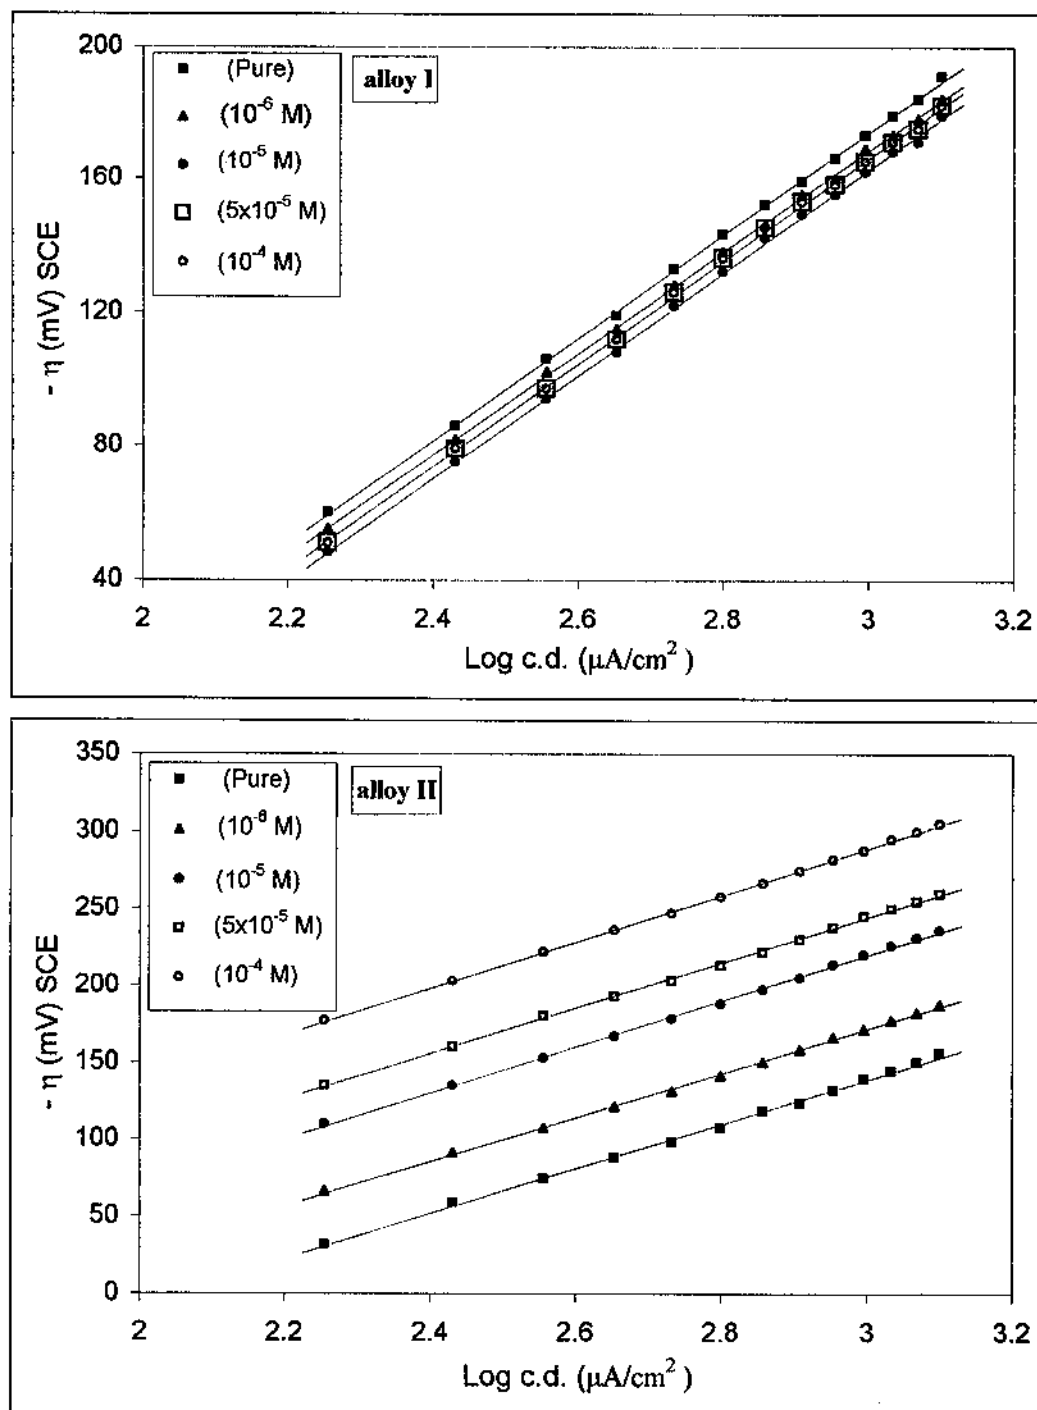 200
160
120
80
40
- η (mV) SCE
(Pure)
(10⁻⁶ M)
(10⁻⁵ M)
(5x10⁻⁵ M)
(10⁻⁴ M)
alloy I
2 2.2 2.4 2.6 2.8 3 3.2
Log c.d. (μA/cm² )
350
300
250
200
150
100
50
0
- η (mV) SCE
(Pure)
(10⁻⁶ M)
(10⁻⁵ M)
(5x10⁻⁵ M)
(10⁻⁴ M)
alloy II
2 2.2 2.4 2.6 2.8 3 3.2
Log c.d. (μA/cm² )